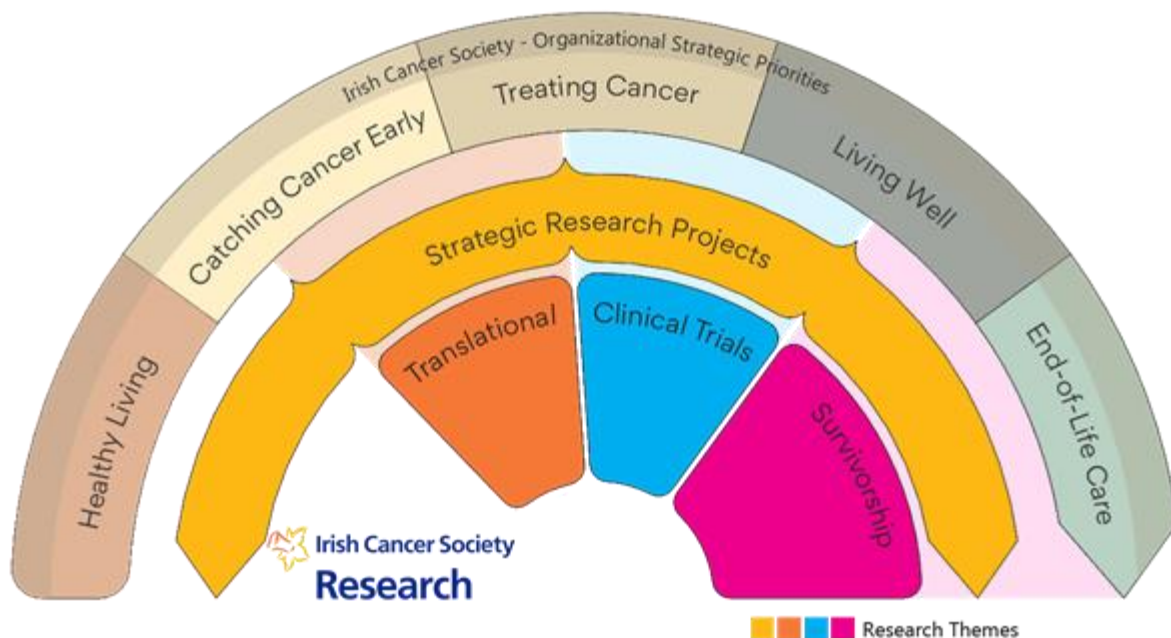 Irish Cancer Society - Organizational Strategic Priorities
Healthy Living
Catching Cancer Early
Treating Cancer
Living Well
End-of-Life Care
Strategic Research Projects
Translational
Clinical Trials
Survivorship
Irish Cancer Society
Research
Research Themes